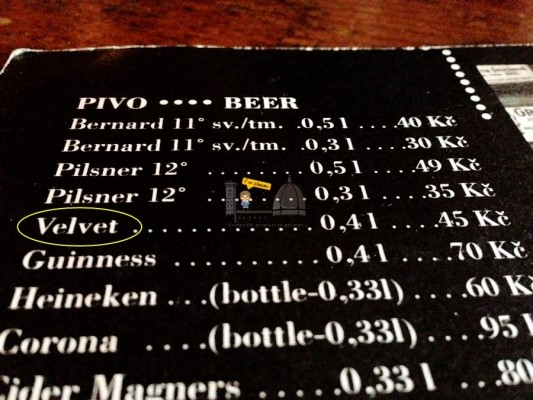 PIVO •••• BEER
Bernard 11° sv./tm. .0,5 l ....40 Kč
Bernard 11° sv./tm. .0,3 l ....30 Kč
Pilsner 12° .........0,5 l ....49 Kč
Pilsner 12° .........0,3 l ....35 Kč
Velvet ..............0,4 l ....45 Kč
Guinness ..........0,4 l ....70 Kč
Heineken ...(bottle-0,33l) ....60 Kč
Corona ....(bottle-0,33l) ....95
Cider Magners .....0,33 l ...80